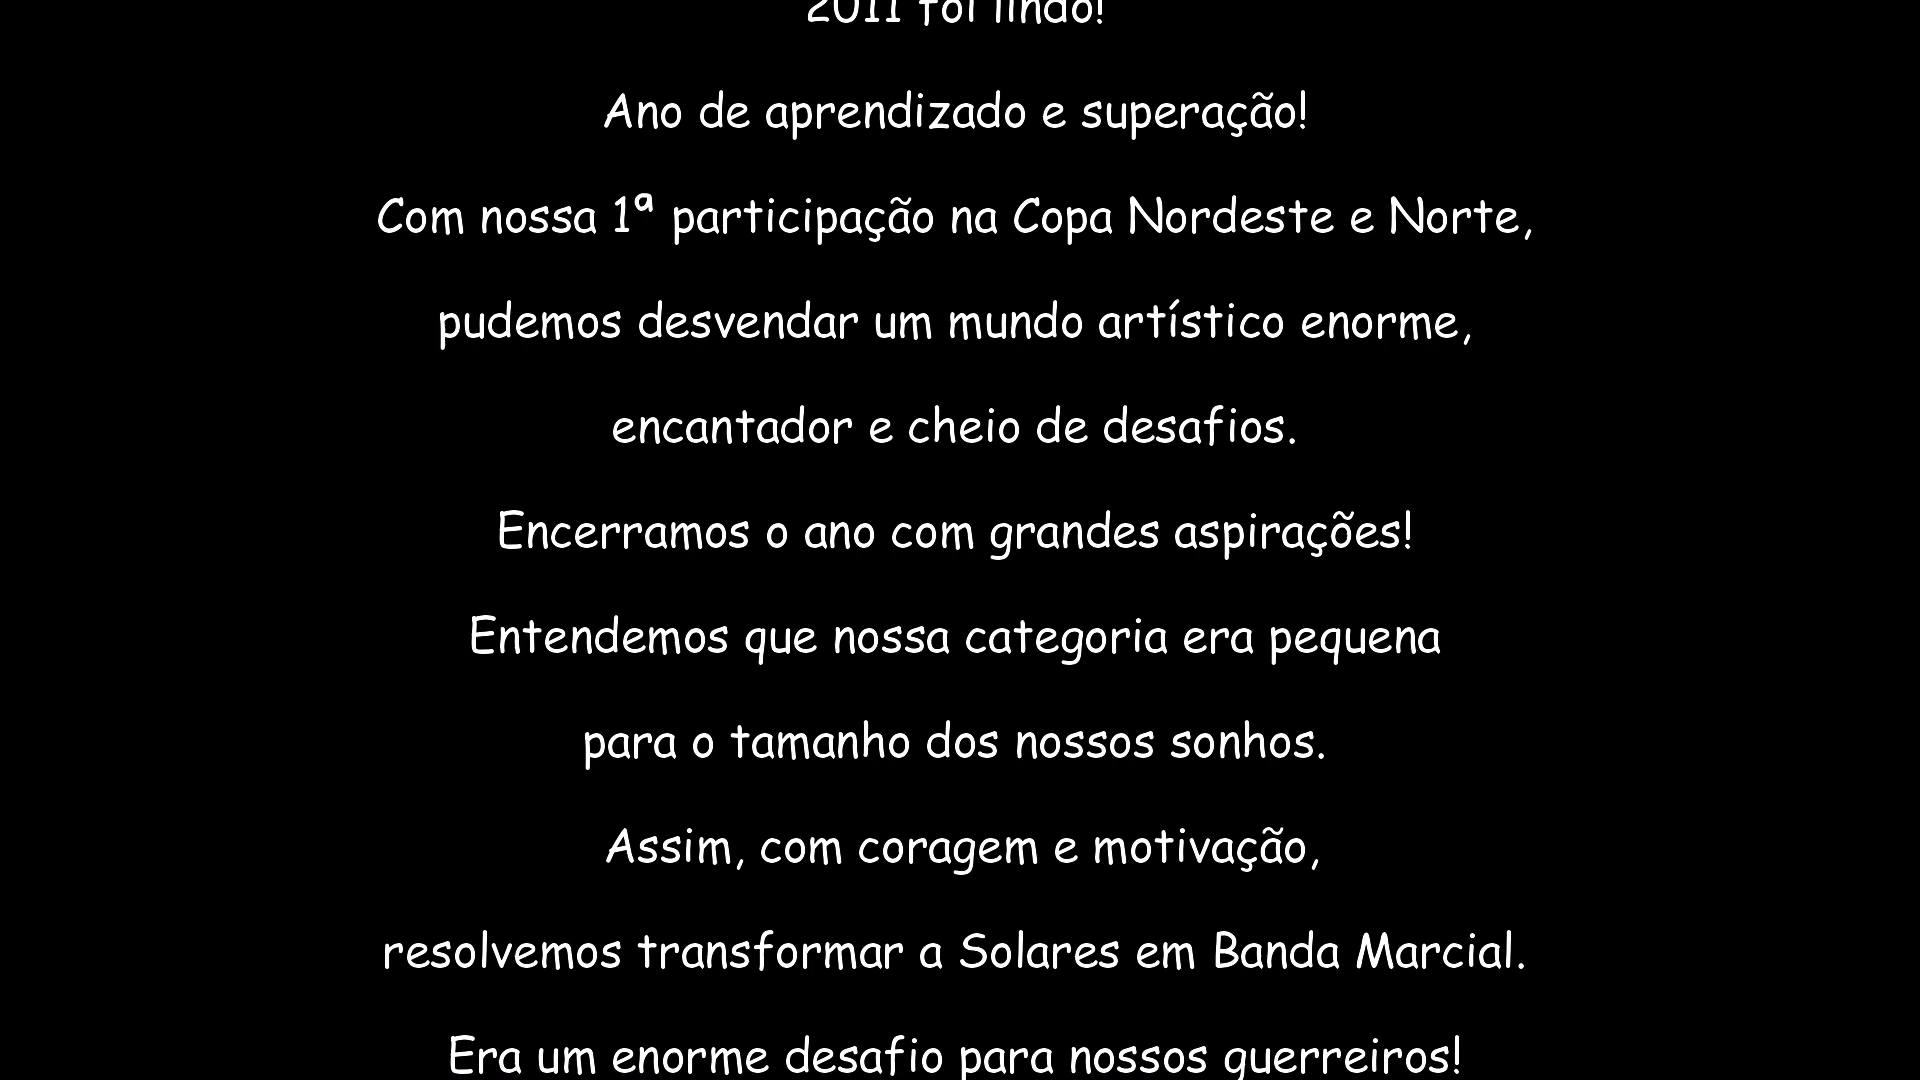 2011 foi lindo!
Ano de aprendizado e superação!
Com nossa 1ª participação na Copa Nordeste e Norte,
pudemos desvendar um mundo artístico enorme,
encantador e cheio de desafios.
Encerramos o ano com grandes aspirações!
Entendemos que nossa categoria era pequena
para o tamanho dos nossos sonhos.
Assim, com coragem e motivação,
resolvemos transformar a Solares em Banda Marcial.
Era um enorme desafio para nossos guerreiros!